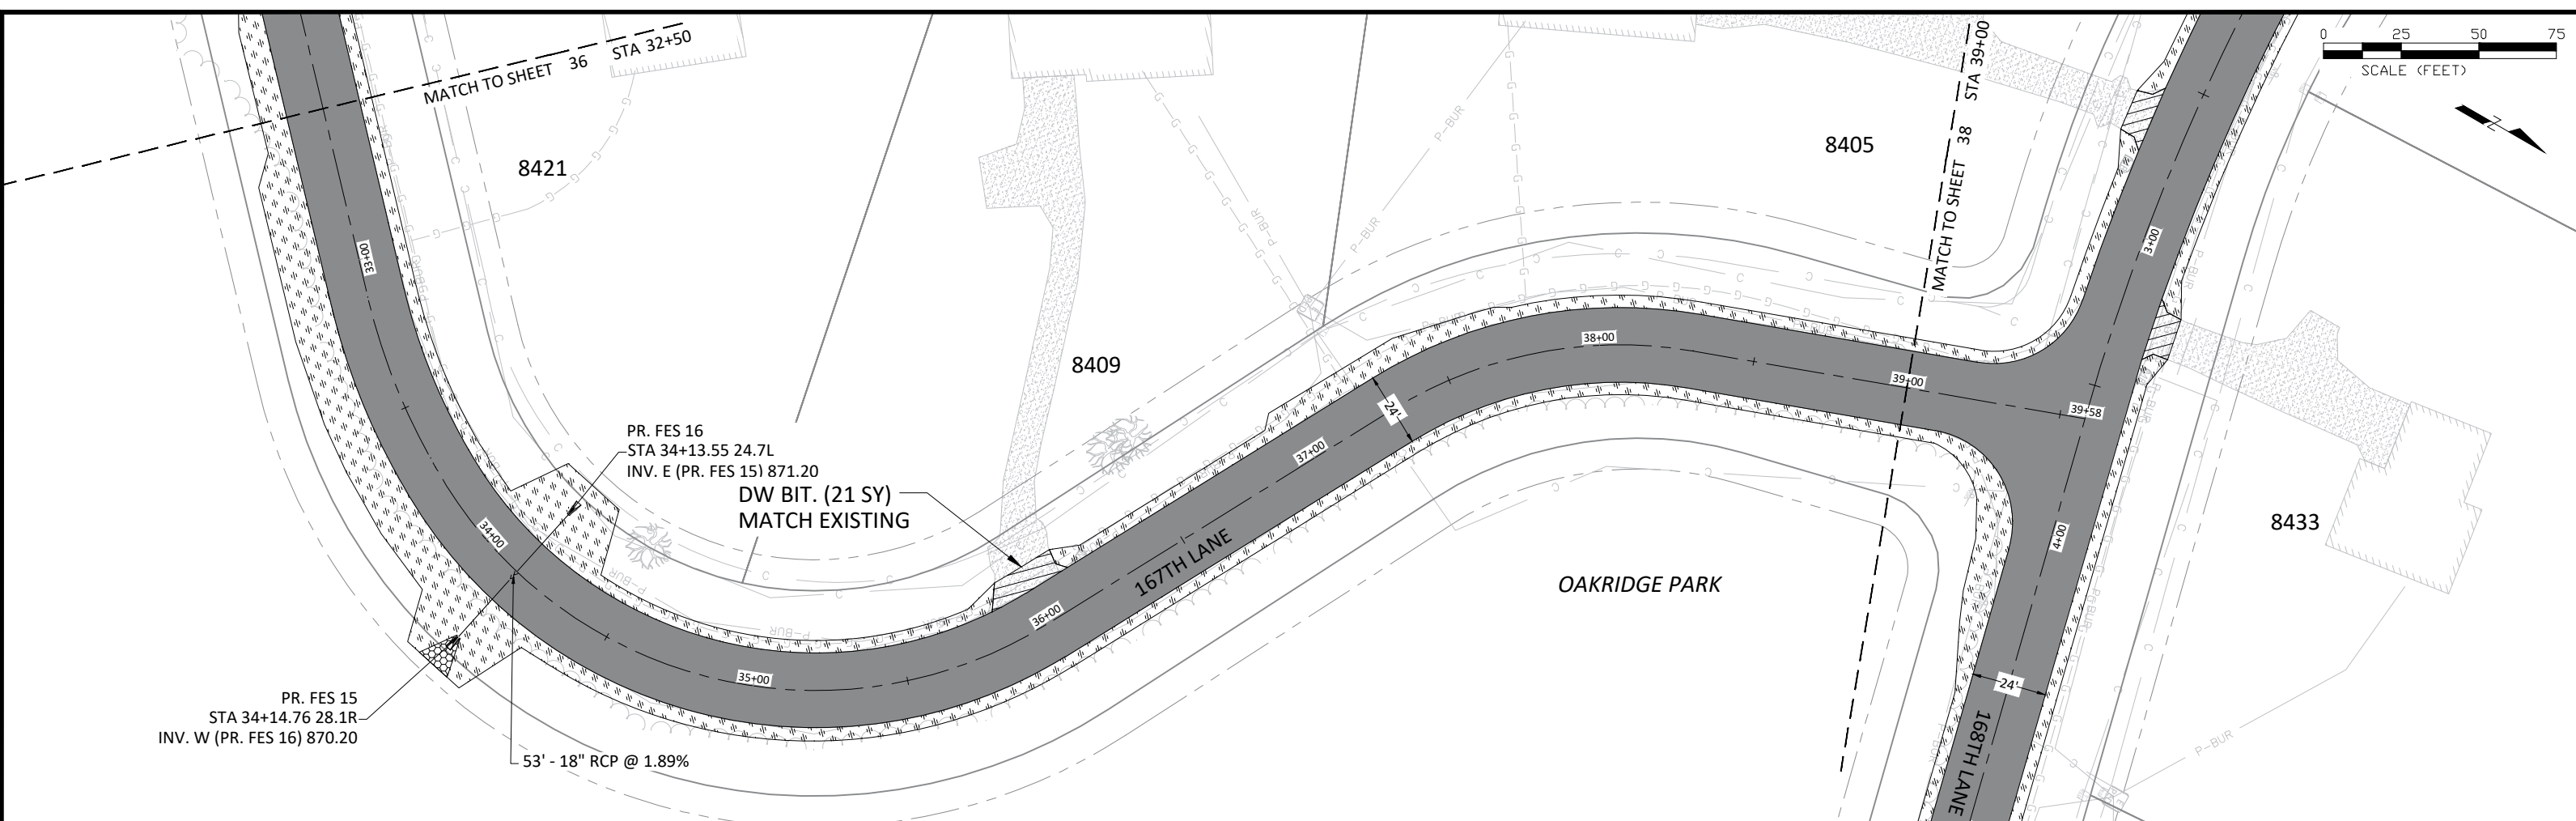 MATCH TO SHEET 36 STA 32+50
MATCH TO SHEET 38 STA 39+00
0 25 50 75
SCALE (FEET)
N
8421
8409
8405
8433
33+00
34+00
35+00
36+00
37+00
38+00
39+00
39+58
3+00
4+00
24'
24'
PR. FES 16
STA 34+13.55 24.7L
INV. E (PR. FES 15) 871.20
DW BIT. (21 SY)
MATCH EXISTING
PR. FES 15
STA 34+14.76 28.1R
INV. W (PR. FES 16) 870.20
53' - 18" RCP @ 1.89%
167TH LANE
168TH LANE
OAKRIDGE PARK
P-BUR
P-BUR
P-BUR
P-BUR
P-BUR
P-BUR
P-BUR